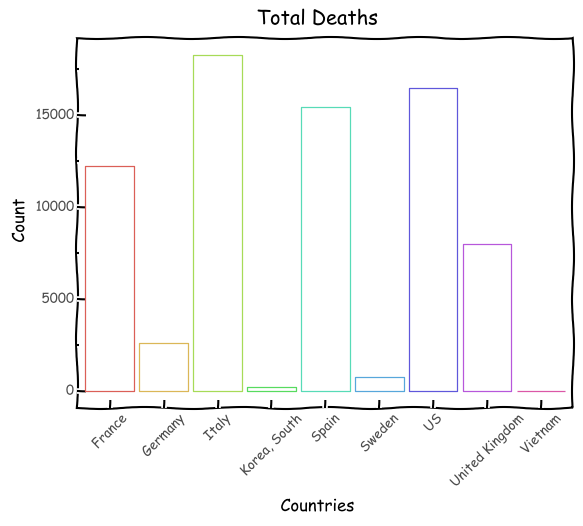 Total Deaths
Count
15000
10000
5000
0
France
Germany
Italy
Korea, South
Spain
Sweden
US
United Kingdom
Vietnam
Countries